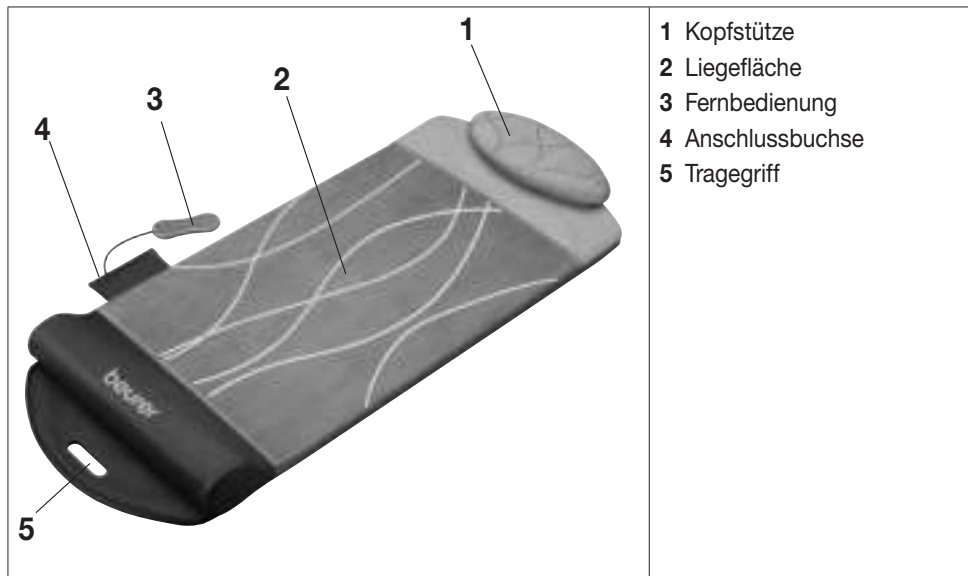 1
2
3
4
5
beurer
1 Kopfstütze
2 Liegefläche
3 Fernbedienung
4 Anschlussbuchse
5 Tragegriff